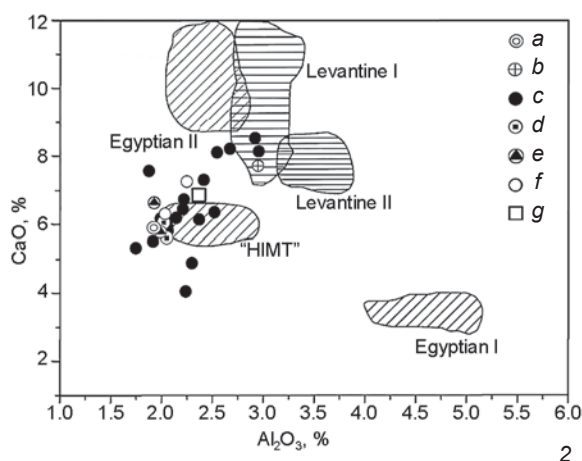 12
10
8
6
4
2
CaO, %
Egyptian II
Levantine I
Levantine II
"HIMT"
Egyptian I
a
b
c
d
e
f
g
1.0 1.5 2.0 2.5 3.0 3.5 4.0 4.5 5.0 5.5 6.0
Al₂O₃, %
2